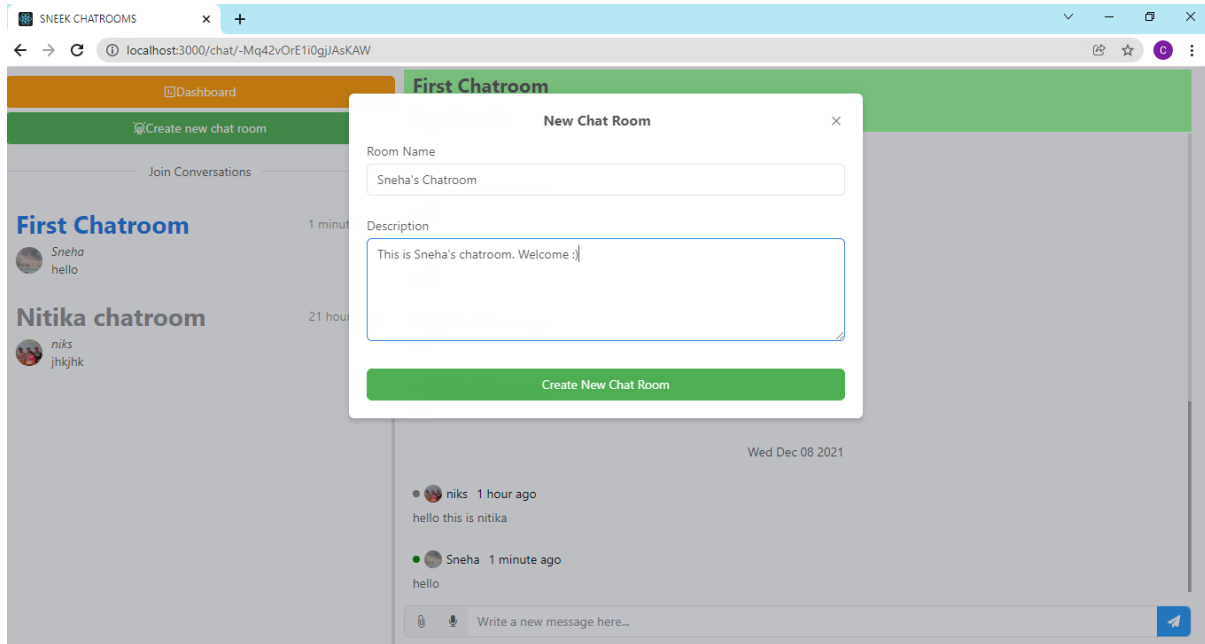 SNEEK CHATROOMS
localhost:3000/chat/-Mq42vOrE1i0gjJAsKAW
C
Dashboard
Create new chat room
Join Conversations
First Chatroom
1 minut
Sneha
hello
Nitika chatroom
21 hour
niks
jhkjhk
First Chatroom
New Chat Room
Room Name
Sneha's Chatroom
Description
This is Sneha's chatroom. Welcome :)
Create New Chat Room
Wed Dec 08 2021
niks 1 hour ago
hello this is nitika
Sneha 1 minute ago
hello
Write a new message here...